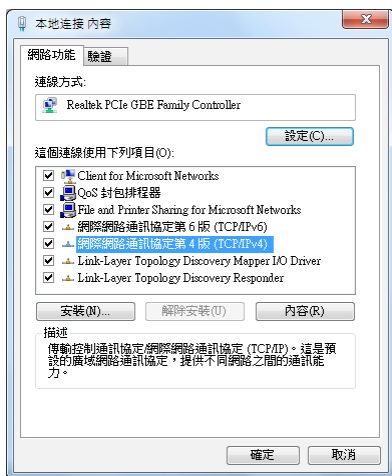 本地连接 內容
網路功能
驗證
連線方式:
Realtek PCIe GBE Family Controller
設定(C)...
這個連線使用下列項目(O):
Client for Microsoft Networks
QoS 封包排程器
File and Printer Sharing for Microsoft Networks
網際網路通訊協定第 6 版 (TCP/IPv6)
網際網路通訊協定第 4 版 (TCP/IPv4)
Link-Layer Topology Discovery Mapper I/O Driver
Link-Layer Topology Discovery Responder
安裝(N)...
解除安裝(U)
內容(R)
描述
傳輸控制通訊協定/網際網路通訊協定 (TCP/IP)。這是預
設的廣域網路通訊協定，提供不同網路之間的通訊能
力。
確定
取消